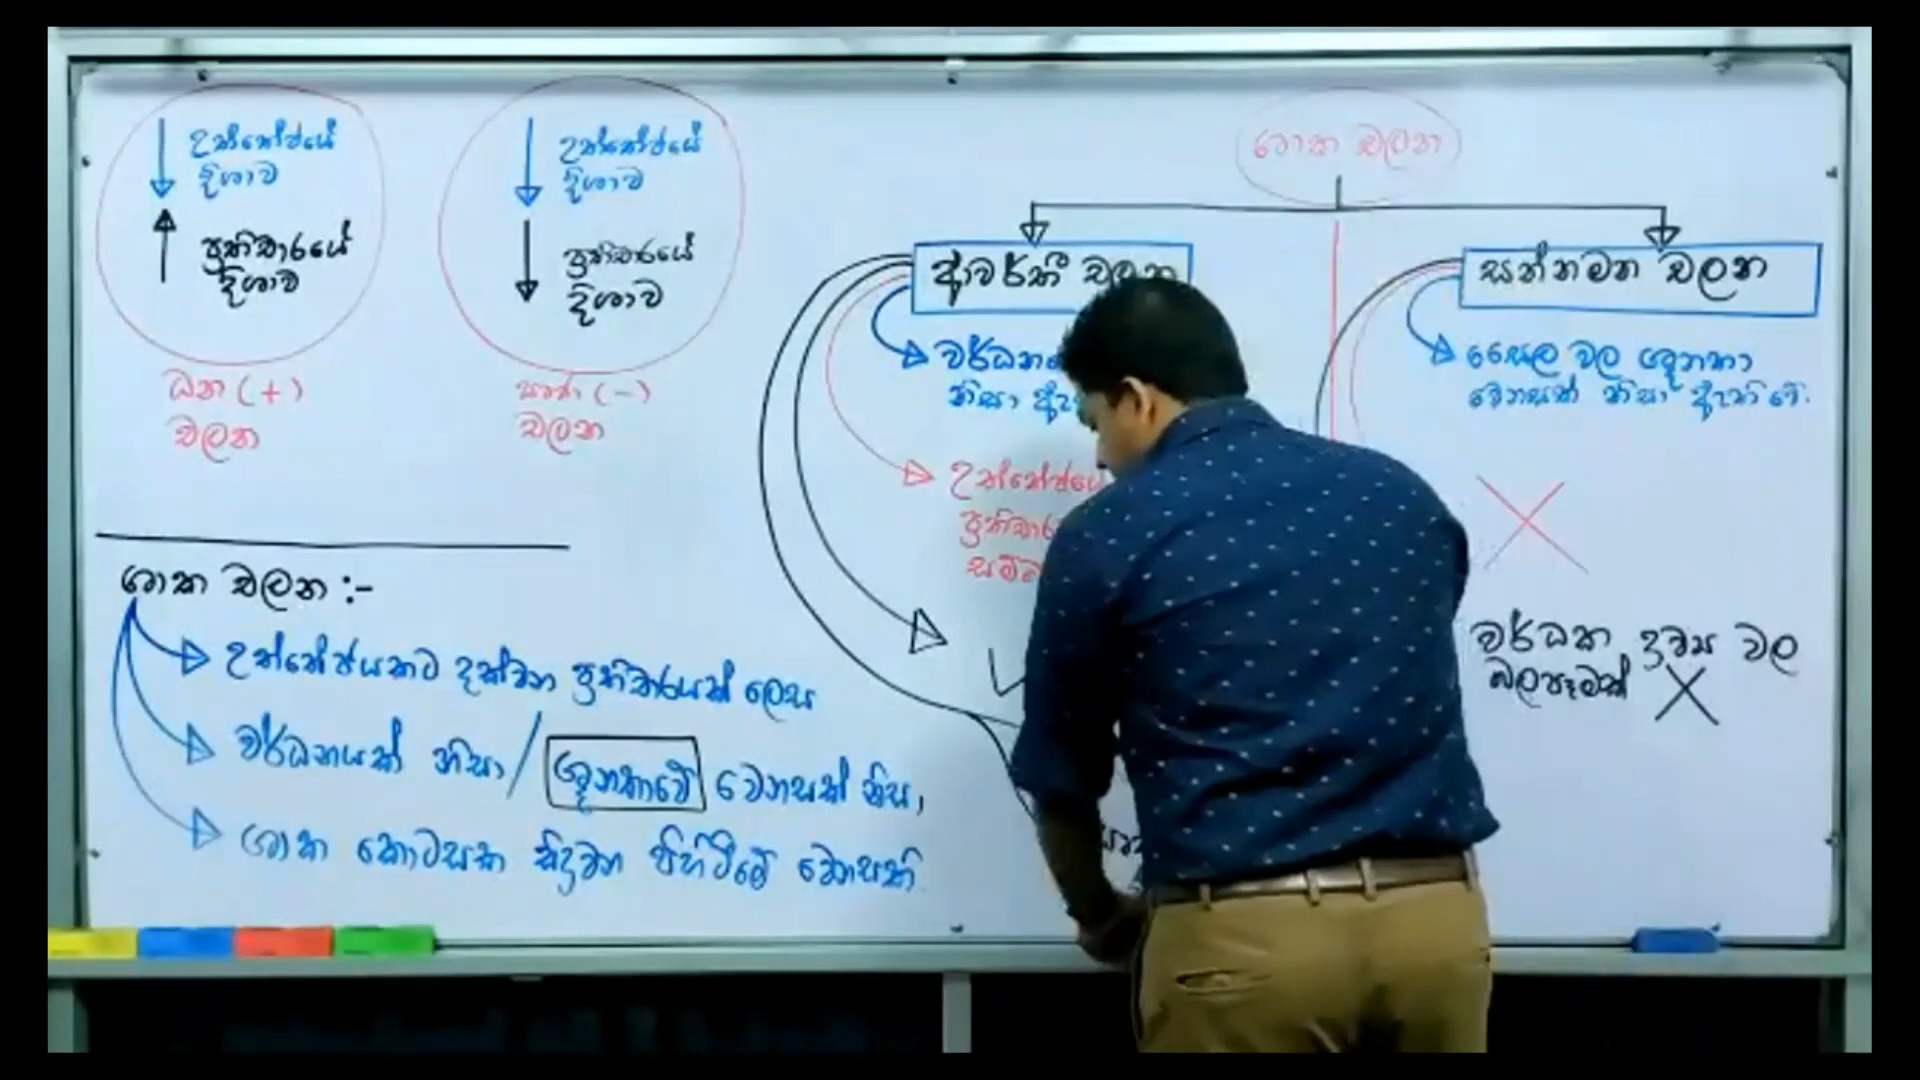 උත්තේජයේ
දිශාව
ප්‍රතිචාරයේ
දිශාව
ධන (+)
චලන
උත්තේජයේ
දිශාව
ප්‍රතිචාරයේ
දිශාව
සෘණ (-)
චලන
ශාක චලන :-
උත්තේජයකට දක්වන ප්‍රතිචාරයක් ලෙස
වර්ධනයක් නිසා / ශූනතාවේ වෙනසක් නිසා
ශාක කොටසක සිදුවන පිහිටීමේ වෙනසකි.
ශාක චලන
ආවර්තී චලන
නිසා
උත්තේජයේ
සන්නමන චලන
සෛල වල ශූනතා
වෙනසක් නිසා ඇති වේ.
වර්ධක ද්‍රව්‍ය වල
බලපෑමක්